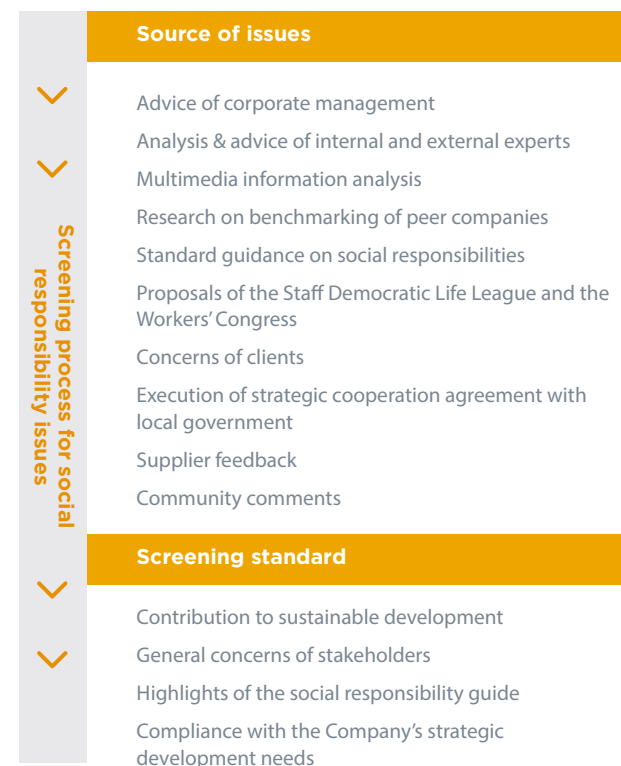 Source of issues
Advice of corporate management
Analysis & advice of internal and external experts
Multimedia information analysis
Research on benchmarking of peer companies
Standard guidance on social responsibilities
Proposals of the Staff Democratic Life League and the
Workers’ Congress
Concerns of clients
Execution of strategic cooperation agreement with
local government
Supplier feedback
Community comments
Screening process for social
responsibility issues
Screening standard
Contribution to sustainable development
General concerns of stakeholders
Highlights of the social responsibility guide
Compliance with the Company’s strategic
development needs